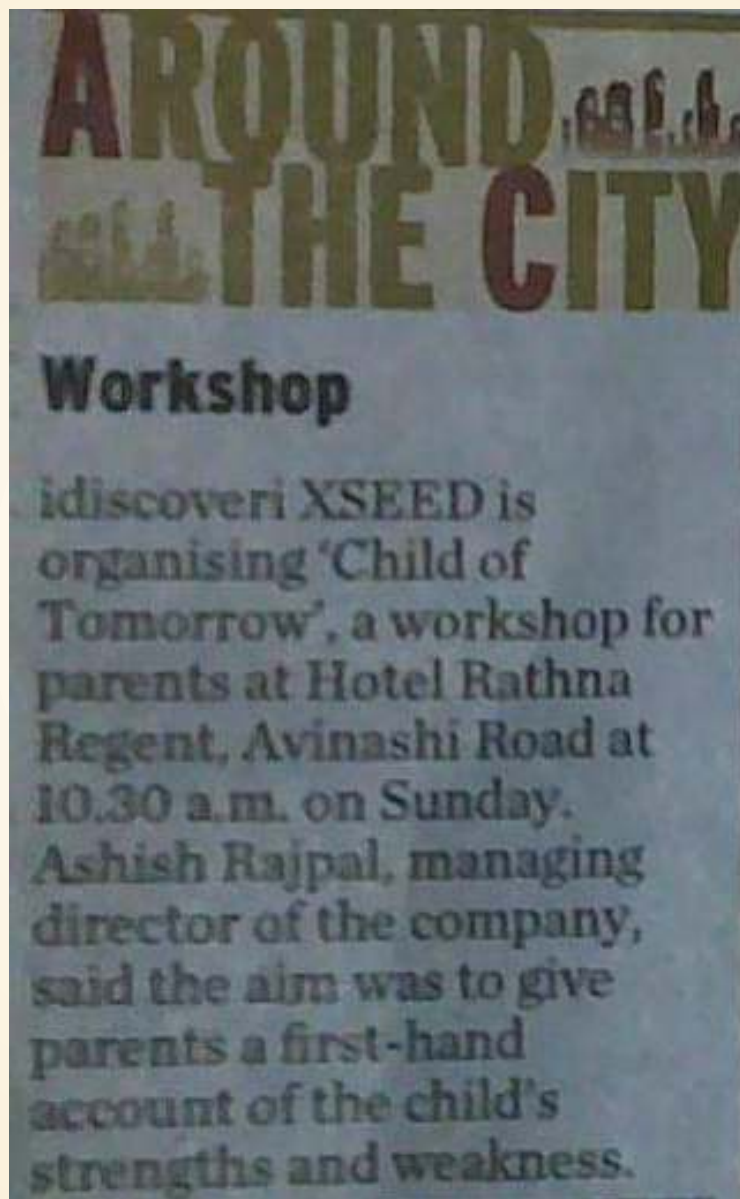 AROUND
THE CITY
Workshop
idiscoveri XSEED is
organising 'Child of
Tomorrow', a workshop for
parents at Hotel Rathna
Regent, Avinashi Road at
10.30 a.m. on Sunday.
Ashish Rajpal, managing
director of the company,
said the aim was to give
parents a first-hand
account of the child's
strengths and weakness.